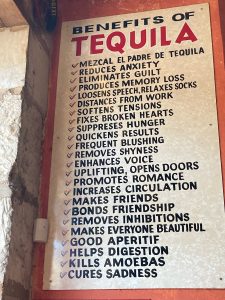 BENEFITS OF
TEQUILA
MEZCAL EL PADRE DE TEQUILA
REDUCES ANXIETY
ELIMINATES GUILT
PRODUCES MEMORY LOSS
LOOSENS SPEECH, RELAXES SOCKS
DISTANCES FROM WORK
SOFTENS TENSIONS
FIXES BROKEN HEARTS
SUPPRESES HUNGER
QUICKENS RESULTS
FREQUENT BLUSHING
REMOVES SHYNESS
ENHANCES VOICE
UPLIFTING, OPENS DOORS
PROMOTES ROMANCE
INCREASES CIRCULATION
MAKES FRIENDS
BONDS FRIENDSHIP
REMOVES INHIBITIONS
MAKES EVERYONE BEAUTIFUL
GOOD APERITIF
HELPS DIGESTION
KILLS AMOEBAS
CURES SADNESS